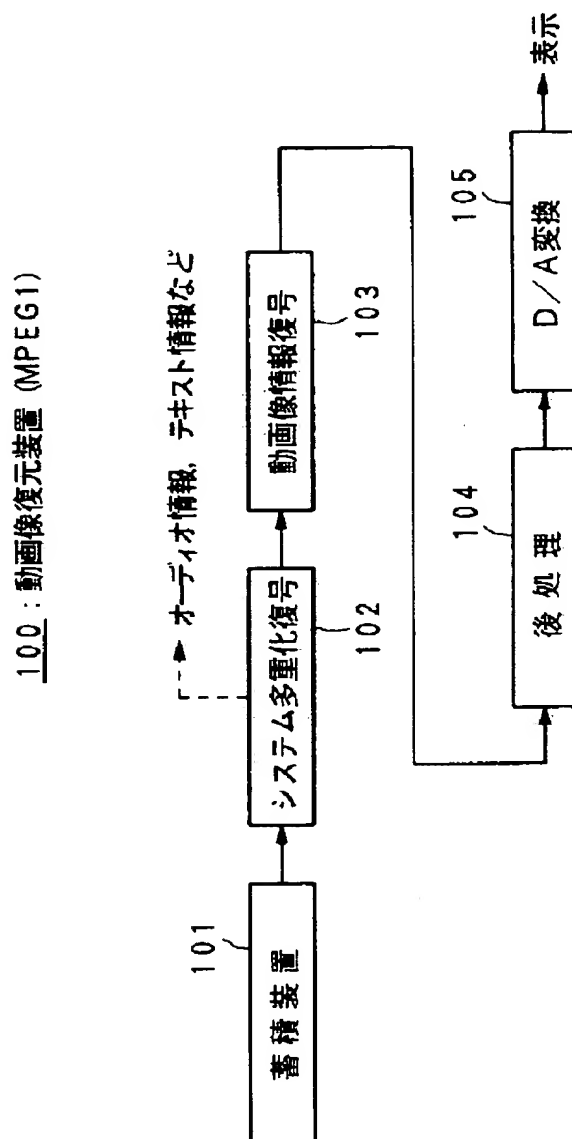 100:動画像復元装置(MPEG1)
オーディオ情報,テキスト情報など
101
蓄積装置
102
システム多重化復号
103
動画像情報復号
104
後処理
105
D/A変換
表示